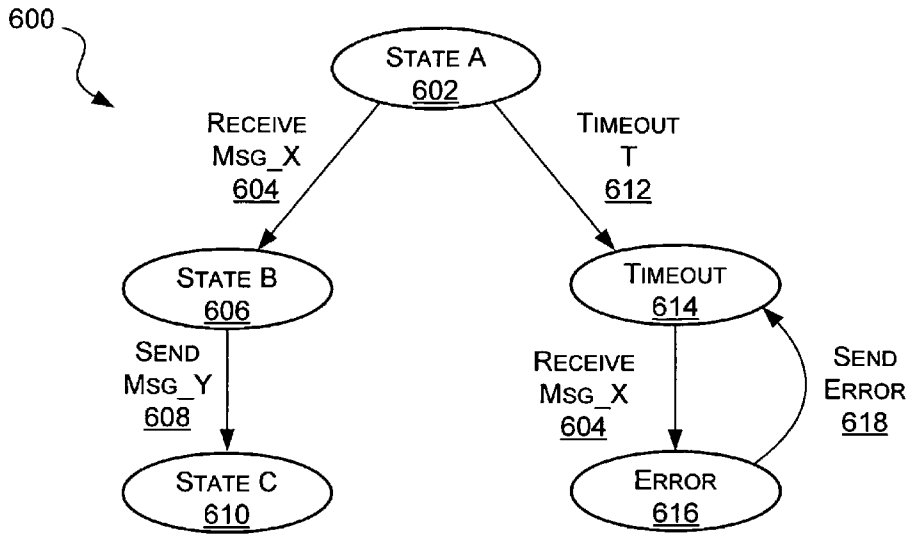 600
STATE A
602
RECEIVE
MSG_X
604
TIMEOUT
T
612
STATE B
606
TIMEOUT
614
SEND
MSG_Y
608
RECEIVE
MSG_X
604
SEND
ERROR
618
STATE C
610
ERROR
616